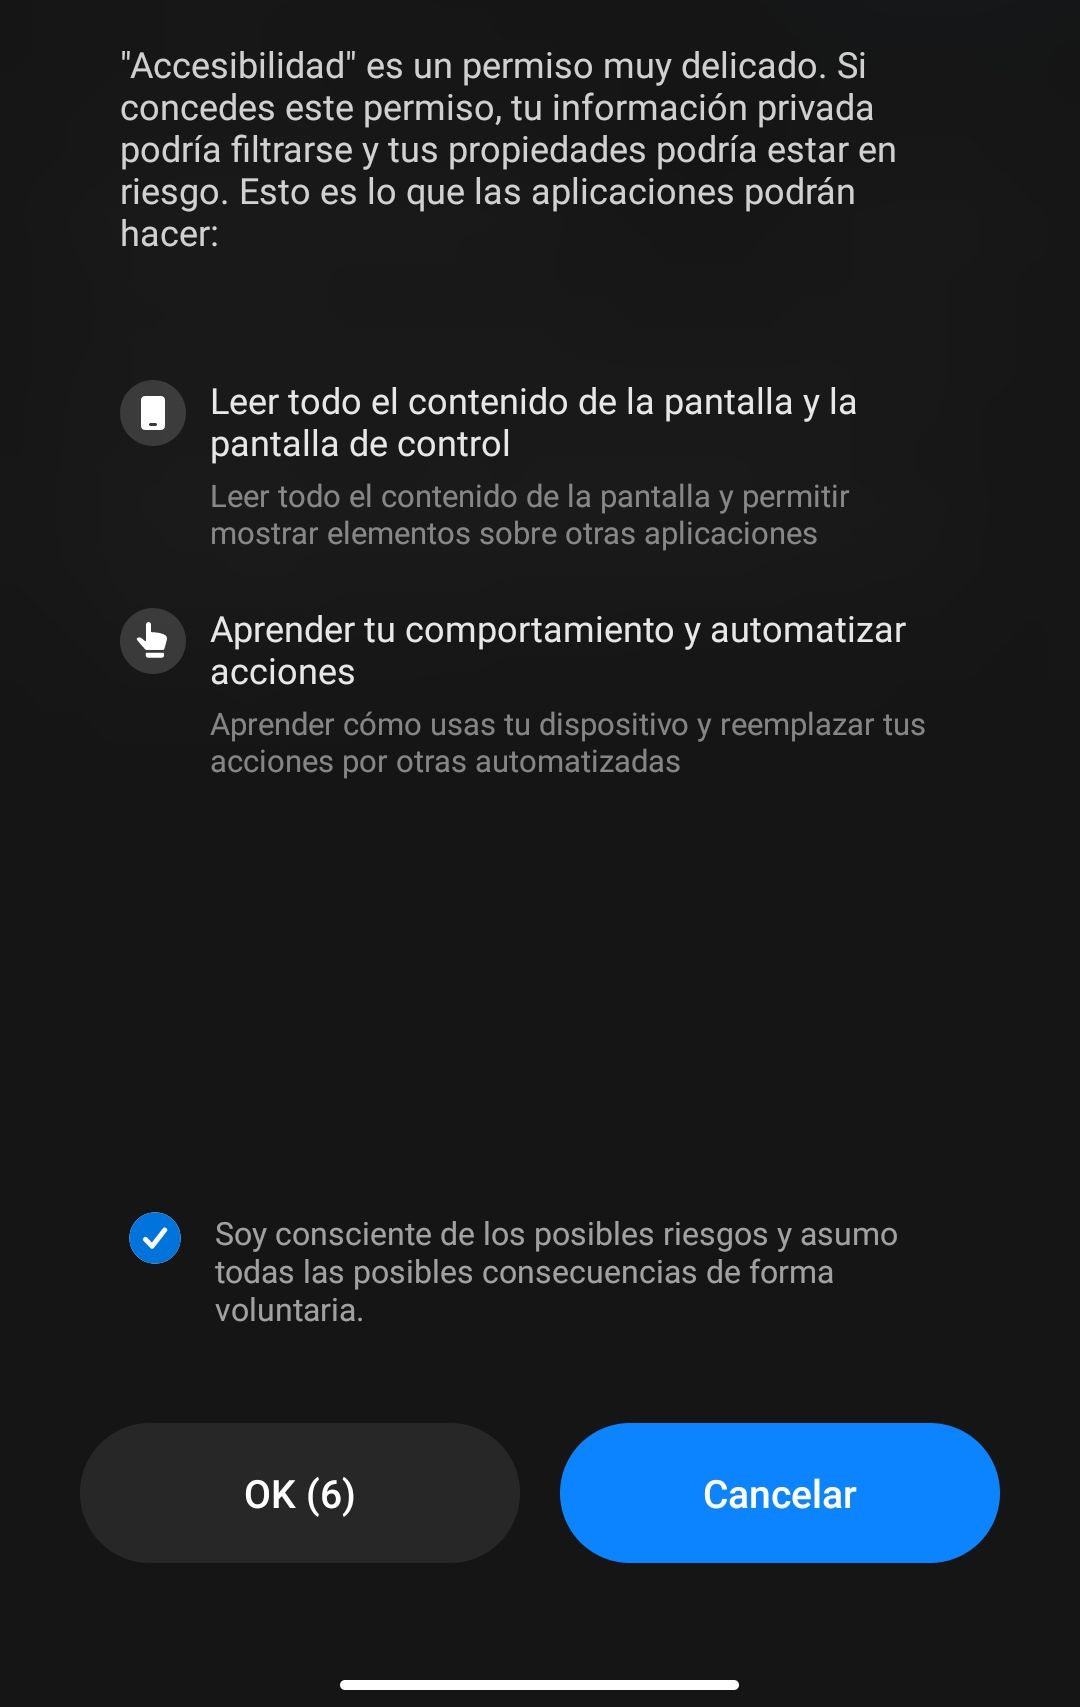 "Accesibilidad" es un permiso muy delicado. Si
concedes este permiso, tu información privada
podría filtrarse y tus propiedades podría estar en
riesgo. Esto es lo que las aplicaciones podrán
hacer:
Leer todo el contenido de la pantalla y la
pantalla de control
Leer todo el contenido de la pantalla y permitir
mostrar elementos sobre otras aplicaciones
Aprender tu comportamiento y automatizar
acciones
Aprender cómo usas tu dispositivo y reemplazar tus
acciones por otras automatizadas
Soy consciente de los posibles riesgos y asumo
todas las posibles consecuencias de forma
voluntaria.
OK (6)
Cancelar